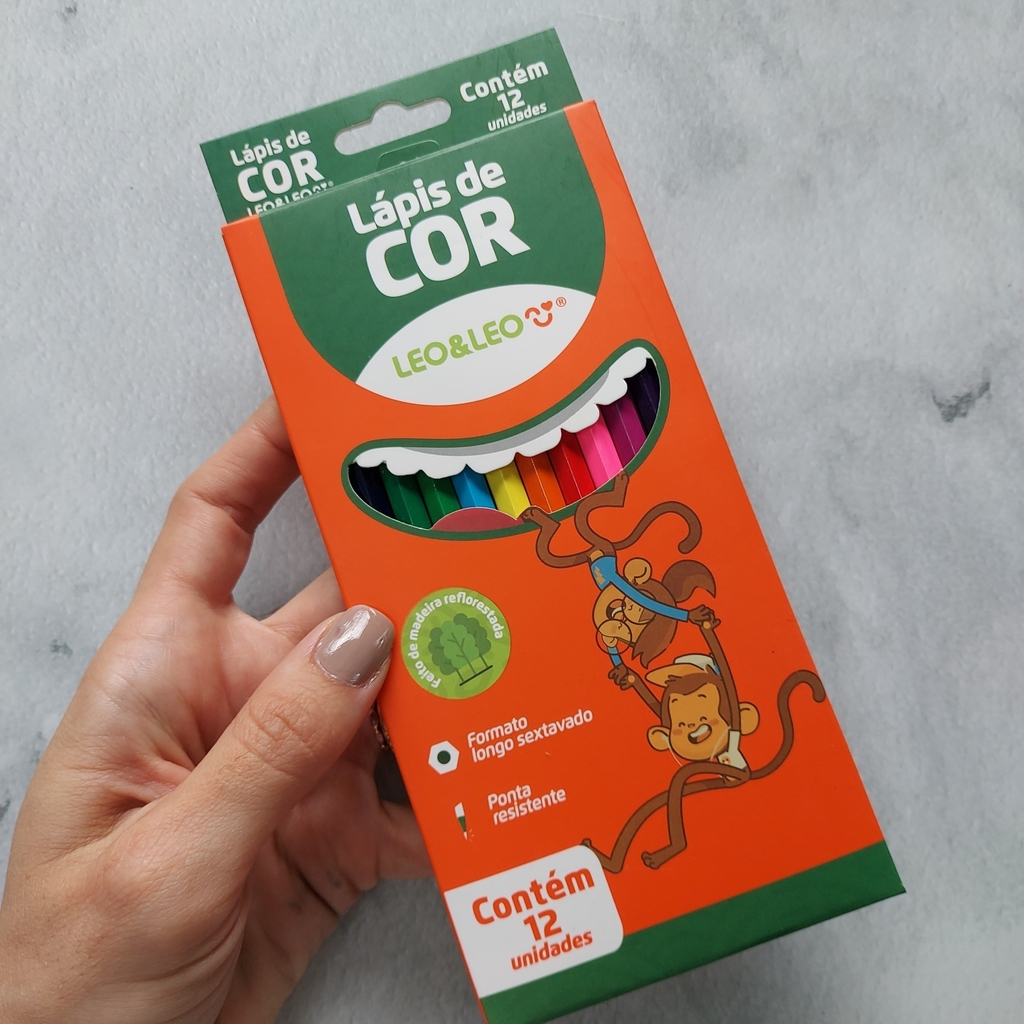 Lápis de
COR
LEO&LEO
Contém
12
unidades
Lápis de
COR
LEO&LEO®
Feito de madeira reflorestada
Formato
longo sextavado
Ponta
resistente
Contém
12
unidades